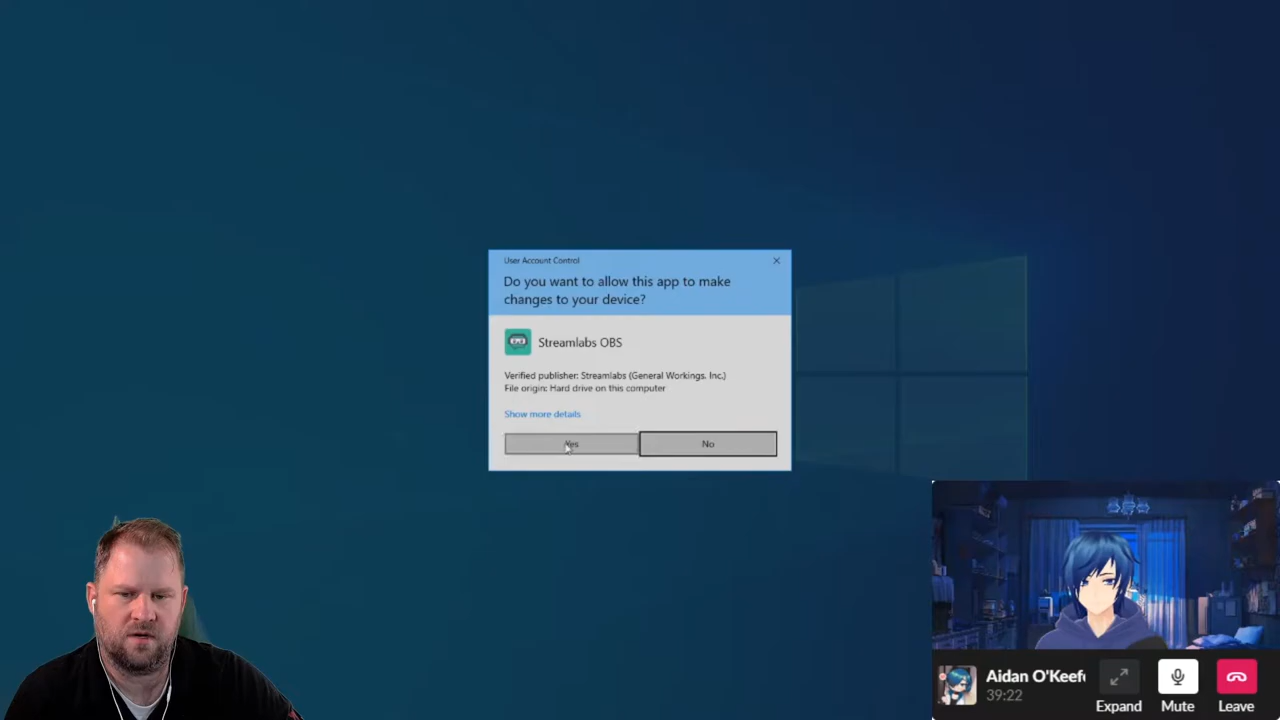 User Account Control
Do you want to allow this app to make
changes to your device?
Streamlabs OBS
Verified publisher: Streamlabs (General Workings, Inc.)
File origin: Hard drive on this computer
Show more details
Yes
No
Aidan O'Keefe
39:22
Expand
Mute
Leave